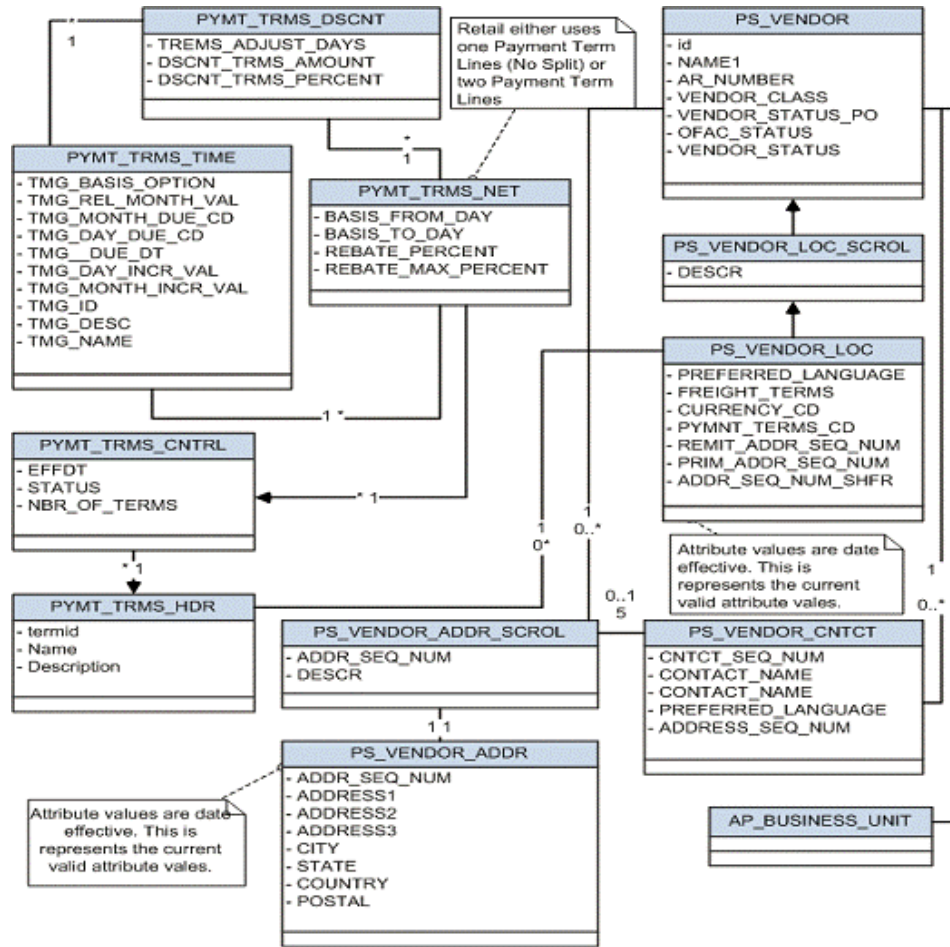 PYMT_TRMS_DSCNT
- TREMS_ADJUST_DAYS
- DSCNT_TRMS_AMOUNT
- DSCNT_TRMS_PERCENT
*
1
Retail either uses
one Payment Term
Lines (No Split) or
two Payment Term
Lines
PS_VENDOR
- id
- NAME1
- AR_NUMBER
- VENDOR_CLASS
- VENDOR_STATUS_PO
- OFAC_STATUS
- VENDOR_STATUS
*
1
PYMT_TRMS_TIME
- TMG_BASIS_OPTION
- TMG_REL_MONTH_VAL
- TMG_MONTH_DUE_CD
- TMG_DAY_DUE_CD
- TMG__DUE_DT
- TMG_DAY_INCR_VAL
- TMG_MONTH_INCR_VAL
- TMG_ID
- TMG_DESC
- TMG_NAME
PYMT_TRMS_NET
- BASIS_FROM_DAY
- BASIS_TO_DAY
- REBATE_PERCENT
- REBATE_MAX_PERCENT
PS_VENDOR_LOC_SCROL
- DESCR
PS_VENDOR_LOC
- PREFERRED_LANGUAGE
- FREIGHT_TERMS
- CURRENCY_CD
- PYMNT_TERMS_CD
- REMIT_ADDR_SEQ_NUM
- PRIM_ADDR_SEQ_NUM
- ADDR_SEQ_NUM_SHFR
1 *
PYMT_TRMS_CNTRL
- EFFDT
- STATUS
- NBR_OF_TERMS
* 1
1
0*
1
0..*
Attribute values are date
effective. This is
represents the current
valid attribute vales.
1
0..*
* 1
PYMT_TRMS_HDR
- termid
- Name
- Description
0..1
5
PS_VENDOR_ADDR_SCROL
- ADDR_SEQ_NUM
- DESCR
PS_VENDOR_CNTCT
- CNTCT_SEQ_NUM
- CONTACT_NAME
- CONTACT_NAME
- PREFERRED_LANGUAGE
- ADDRESS_SEQ_NUM
1 1
PS_VENDOR_ADDR
- ADDR_SEQ_NUM
- ADDRESS1
- ADDRESS2
- ADDRESS3
- CITY
- STATE
- COUNTRY
- POSTAL
Attribute values are date
effective. This is
represents the current
valid attribute vales.
AP_BUSINESS_UNIT